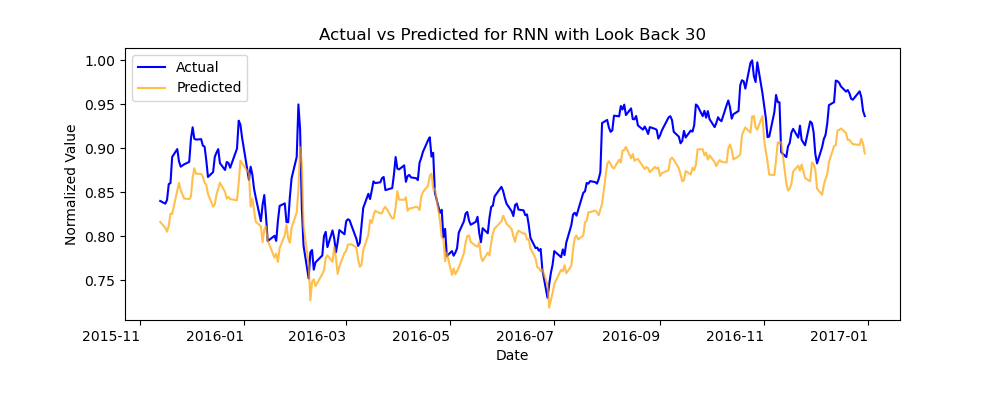 Actual vs Predicted for RNN with Look Back 30
Actual
Predicted
Normalized Value
1.00
0.95
0.90
0.85
0.80
0.75
2015-11
2016-01
2016-03
2016-05
2016-07
2016-09
2016-11
2017-01
Date